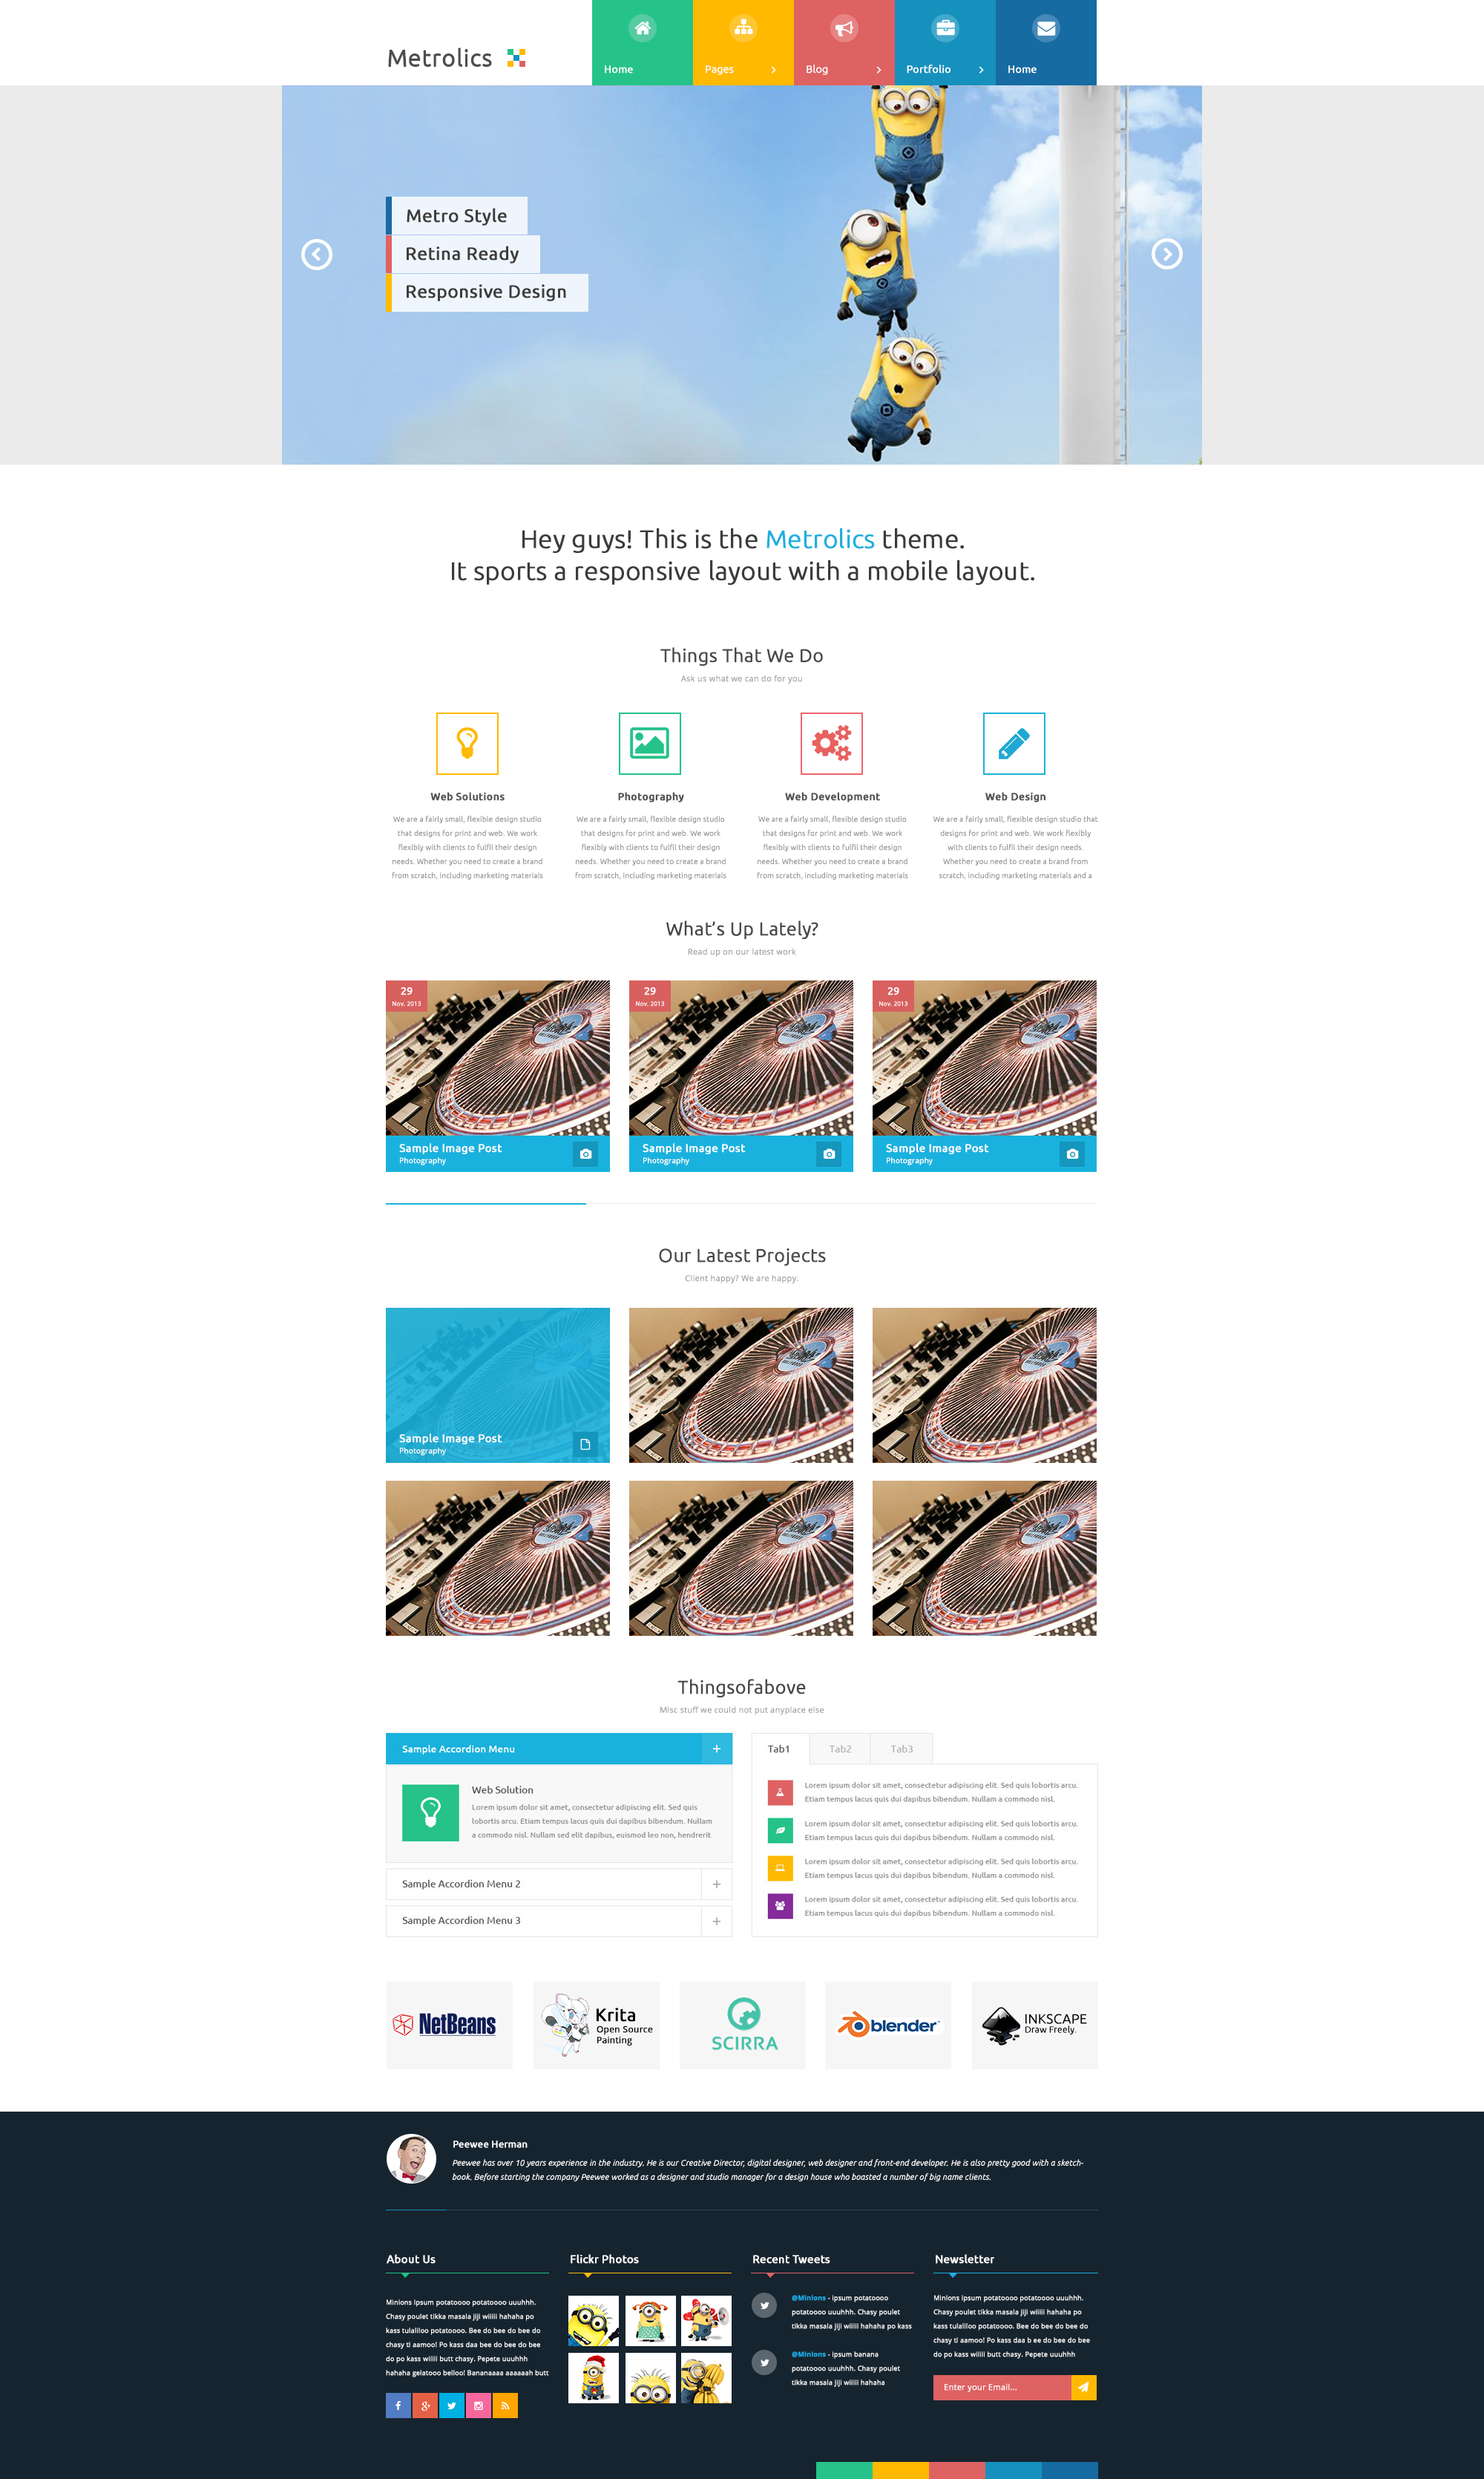 Metrolics
Home
Pages
Blog
Portfolio
Home
Metro Style
Retina Ready
Responsive Design
Hey guys! This is the Metrolics theme.
It sports a responsive layout with a mobile layout.
Things That We Do
Ask us what we can do for you
Web Solutions
We are a fairly small, flexible design studio
that designs for print and web. We work
flexibly with clients to fulfil their design
needs. Whether you need to create a brand
from scratch, including marketing materials
Photography
We are a fairly small, flexible design studio
that designs for print and web. We work
flexibly with clients to fulfil their design
needs. Whether you need to create a brand
from scratch, including marketing materials
Web Development
We are a fairly small, flexible design studio
that designs for print and web. We work
flexibly with clients to fulfil their design
needs. Whether you need to create a brand
from scratch, including marketing materials
Web Design
We are a fairly small, flexible design studio that
designs for print and web. We work flexibly
with clients to fulfil their design needs.
Whether you need to create a brand from
scratch, including marketing materials and a
What's Up Lately?
Read up on our latest work
29
Nov. 2013
Sample Image Post
Photography
29
Nov. 2013
Sample Image Post
Photography
29
Nov. 2013
Sample Image Post
Photography
Our Latest Projects
Client happy? We are happy.
Sample Image Post
Photography
Thingsofabove
Misc stuff we could not put anyplace else
Sample Accordion Menu
Web Solution
Lorem ipsum dolor sit amet, consectetur adipiscing elit. Sed quis
lobortis arcu. Etiam tempus lacus quis dui dapibus bibendum. Nullam
a commodo nisl. Nullam sed elit dapibus, euismod leo non, hendrerit
Sample Accordion Menu 2
Sample Accordion Menu 3
Tab1
Tab2
Tab3
Lorem ipsum dolor sit amet, consectetur adipiscing elit. Sed quis lobortis arcu.
Etiam tempus lacus quis dui dapibus bibendum. Nullam a commodo nisl.
Lorem ipsum dolor sit amet, consectetur adipiscing elit. Sed quis lobortis arcu.
Etiam tempus lacus quis dui dapibus bibendum. Nullam a commodo nisl.
Lorem ipsum dolor sit amet, consectetur adipiscing elit. Sed quis lobortis arcu.
Etiam tempus lacus quis dui dapibus bibendum. Nullam a commodo nisl.
Lorem ipsum dolor sit amet, consectetur adipiscing elit. Sed quis lobortis arcu.
Etiam tempus lacus quis dui dapibus bibendum. Nullam a commodo nisl.
NetBeans
Krita
Open Source
Painting
SCIRRA
blender
INKSCAPE
Draw Freely.
Peewee Herman
Peewee has over 10 years experience in the industry. He is our Creative Director, digital designer, web designer and front-end developer. He is also pretty good with a sketch-
book. Before starting the company Peewee worked as a designer and studio manager for a design house who boasted a number of big name clients.
About Us
Minions ipsum potatoooo potatoooo uuuhhh.
Chasy poulet tikka masala jiji wiiiii hahaha po
kass tulaliloo potatoooo. Bee do bee do bee do
chasy ti aamoo! Po kass daa bee do bee do bee
do po kass wiiiii butt chasy. Pepete uuuhhh
hahaha gelatooo belloo! Bananaaaa aaaaaah butt
Flickr Photos
Recent Tweets
@Minions - ipsum potatoooo
potatoooo uuuhhh. Chasy poulet
tikka masala jiji wiiiii hahaha po kass
@Minions - ipsum banana
potatoooo uuuhhh. Chasy poulet
tikka masala jiji wiiiii hahaha
Newsletter
Minions ipsum potatoooo potatoooo uuuhhh.
Chasy poulet tikka masala jiji wiiiii hahaha po
kass tulaliloo potatoooo. Bee do bee do bee do
chasy ti aamoo! Po kass daa b ee do bee do bee
do po kass wiiiii butt chasy. Pepete uuuhhh
Enter your Email...